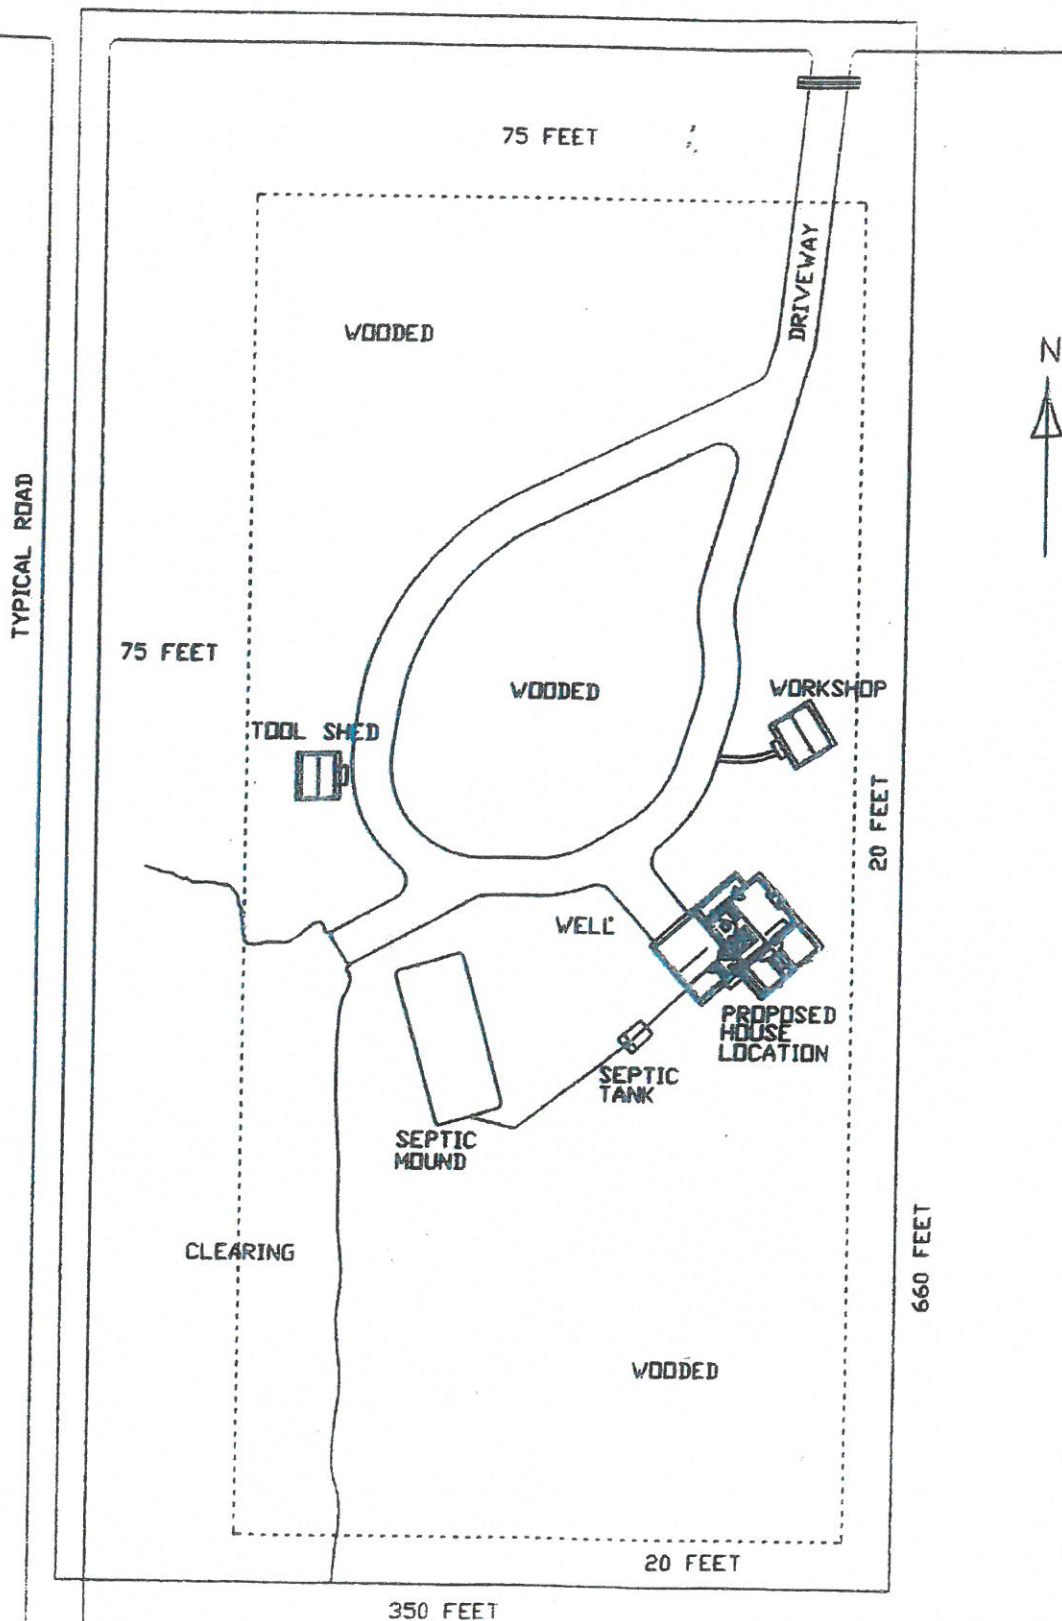 75 FEET
DRIVEWAY
WOODED
N
TYPICAL ROAD
75 FEET
WOODED
WORKSHOP
TOOL SHED
20 FEET
WELL
PROPOSED
HOUSE
LOCATION
SEPTIC
TANK
SEPTIC
MOUND
CLEARING
660 FEET
WOODED
20 FEET
350 FEET